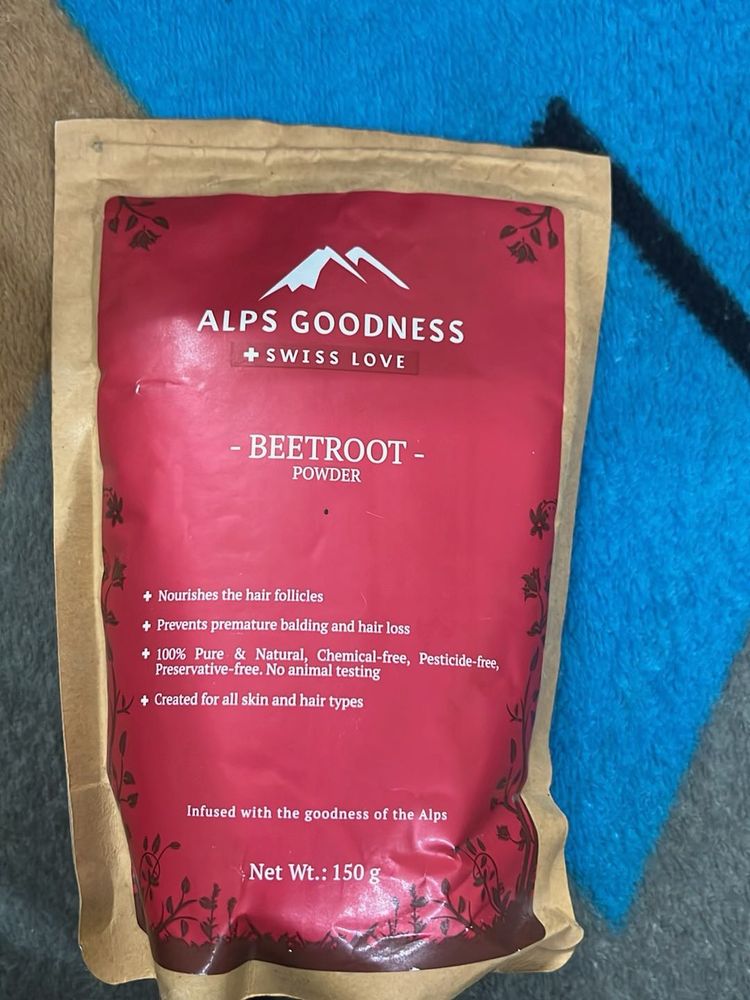 ALPS GOODNESS
+ SWISS LOVE
- BEETROOT -
POWDER
+ Nourishes the hair follicles
+ Prevents premature balding and hair loss
+ 100% Pure & Natural, Chemical-free, Pesticide-free,
Preservative-free. No animal testing
+ Created for all skin and hair types
Infused with the goodness of the Alps
Net Wt.: 150 g